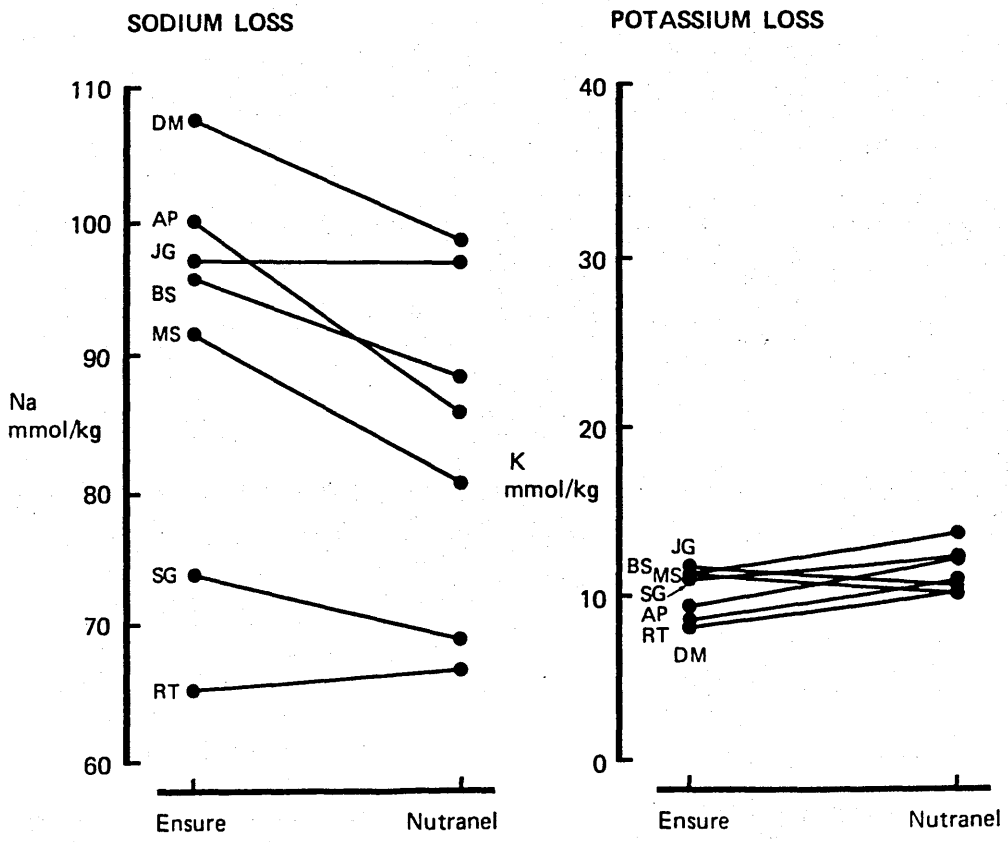 SODIUM LOSS
110
100
90
80
70
60
Na
mmol/kg
DM
AP
JG
BS
MS
SG
RT
Ensure
Nutranel
POTASSIUM LOSS
40
30
20
10
0
K
mmol/kg
JG
BS
MS
SG
AP
RT
DM
Ensure
Nutranel